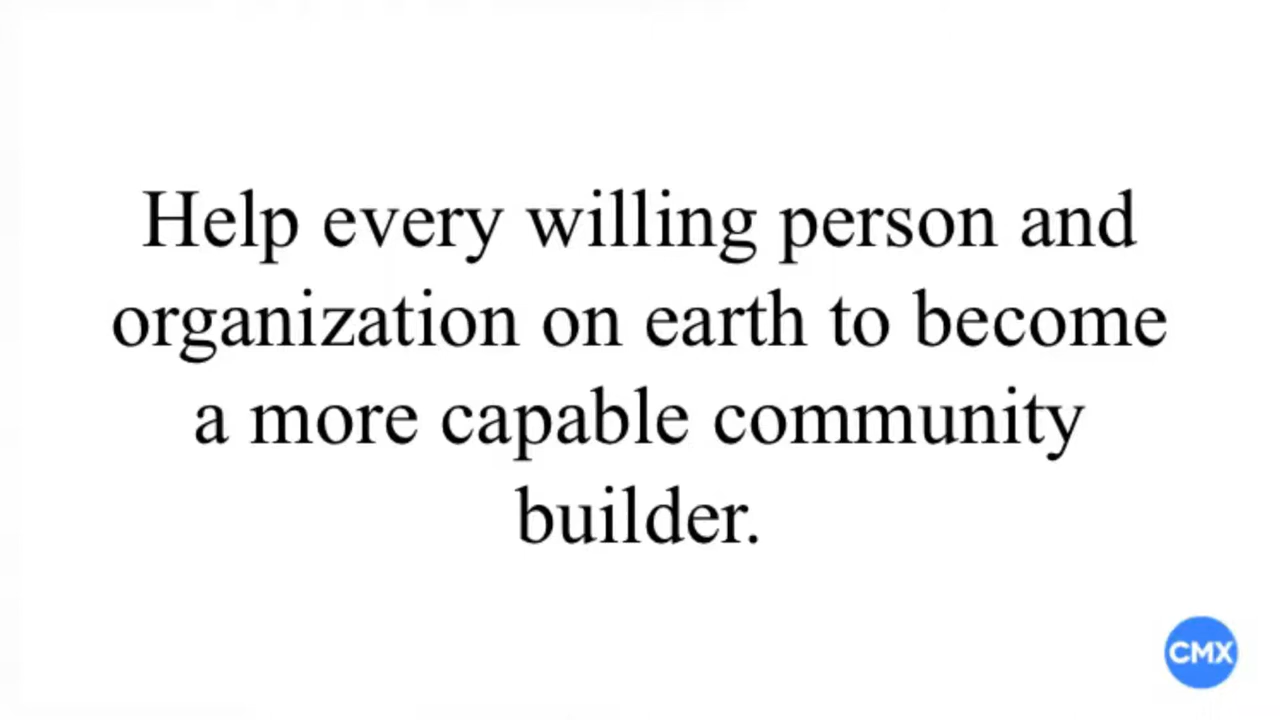 Help every willing person and
organization on earth to become
a more capable community
builder.
CMX